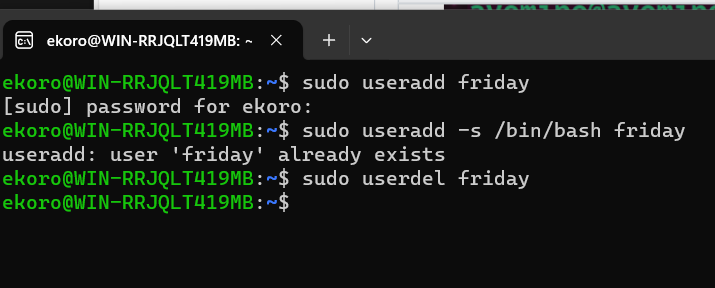 ekoro@WIN-RRJQLT419MB: ~
ekoro@WIN-RRJQLT419MB:~$ sudo useradd friday
[sudo] password for ekoro:
ekoro@WIN-RRJQLT419MB:~$ sudo useradd -s /bin/bash friday
useradd: user 'friday' already exists
ekoro@WIN-RRJQLT419MB:~$ sudo userdel friday
ekoro@WIN-RRJQLT419MB:~$